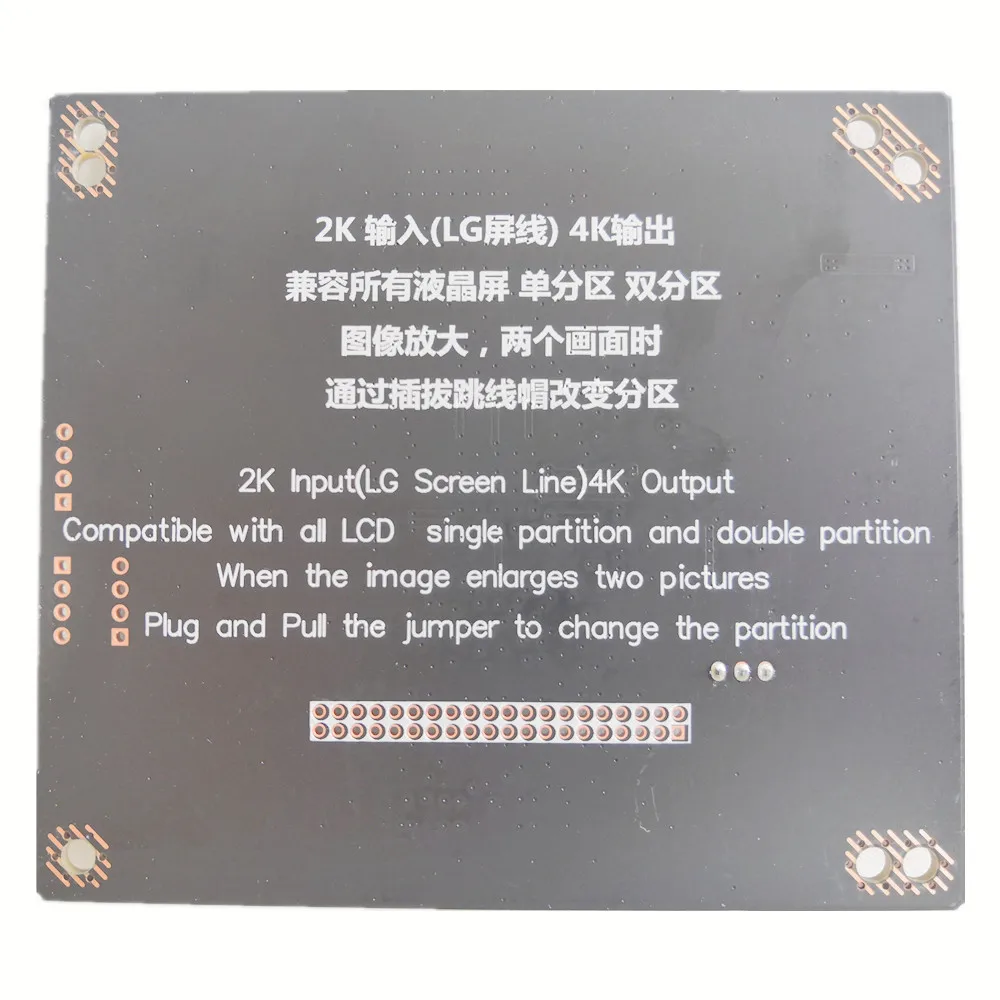 2K 输入(LG屏线) 4K输出
兼容所有液晶屏 单分区 双分区
图像放大，两个画面时
通过插拔跳线帽改变分区
2K Input(LG Screen Line)4K Output
Compatible with all LCD single partition and double partition
When the image enlarges two pictures
Plug and Pull the jumper to change the partition